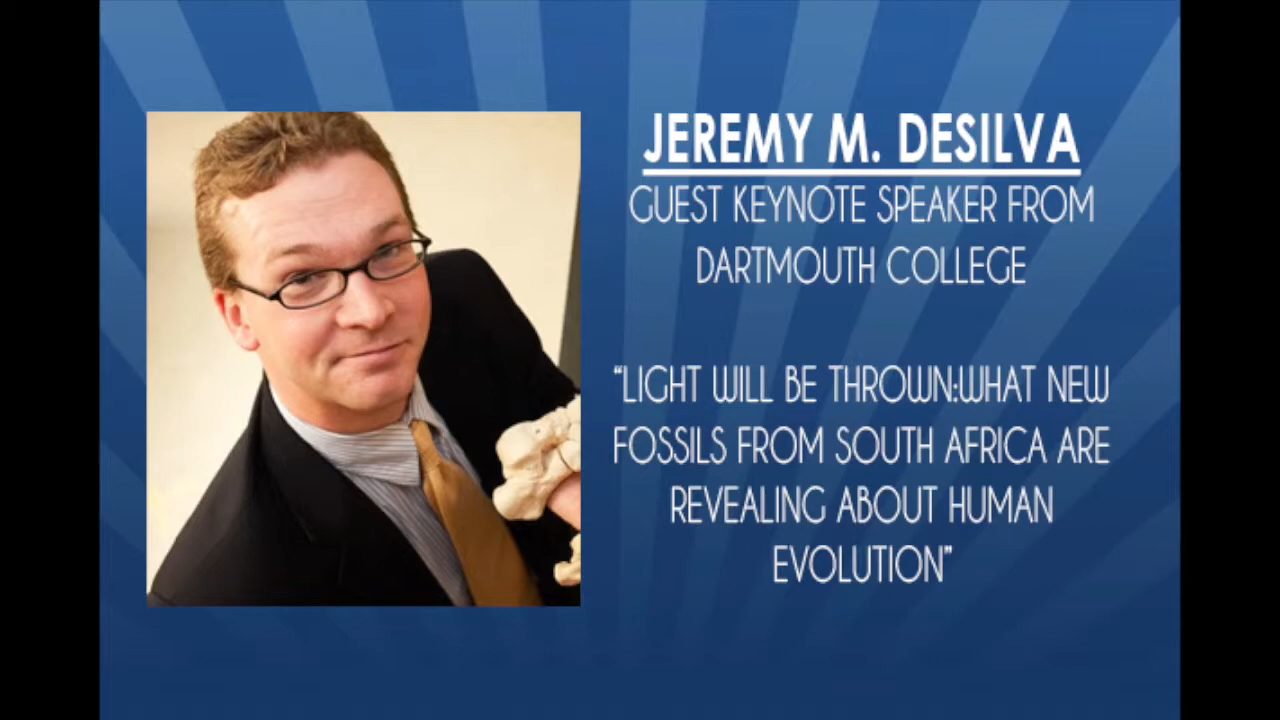 JEREMY M. DESILVA
GUEST KEYNOTE SPEAKER FROM
DARTMOUTH COLLEGE
“LIGHT WILL BE THROWN:WHAT NEW
FOSSILS FROM SOUTH AFRICA ARE
REVEALING ABOUT HUMAN
EVOLUTION”